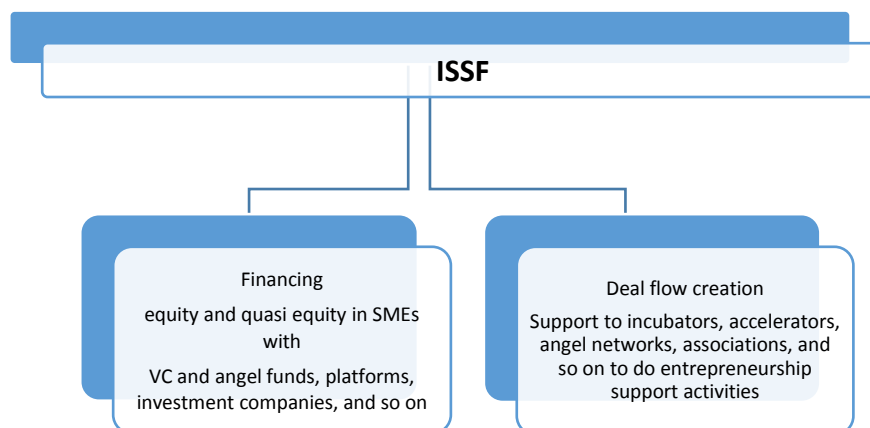 ISSF
Financing
equity and quasi equity in SMEs
with
VC and angel funds, platforms,
investment companies, and so on
Deal flow creation
Support to incubators, accelerators,
angel networks, associations, and
so on to do entrepreneurship
support activities